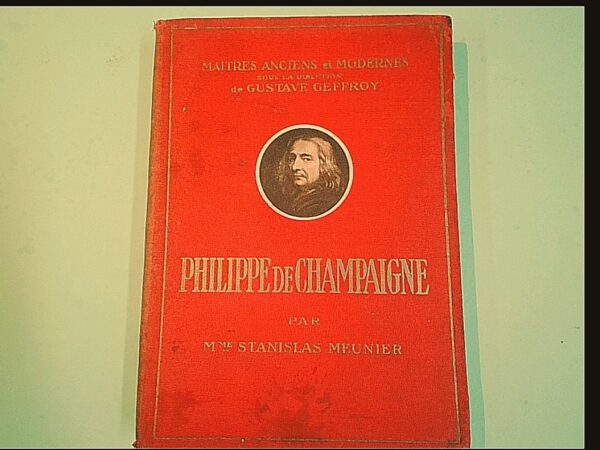 MAITRES ANCIENS et MODERNES
SOUS LA DIRECTION
de GUSTAVE GEFFROY
PHILIPPE DE CHAMPAIGNE
PAR
MME STANISLAS MEUNIER